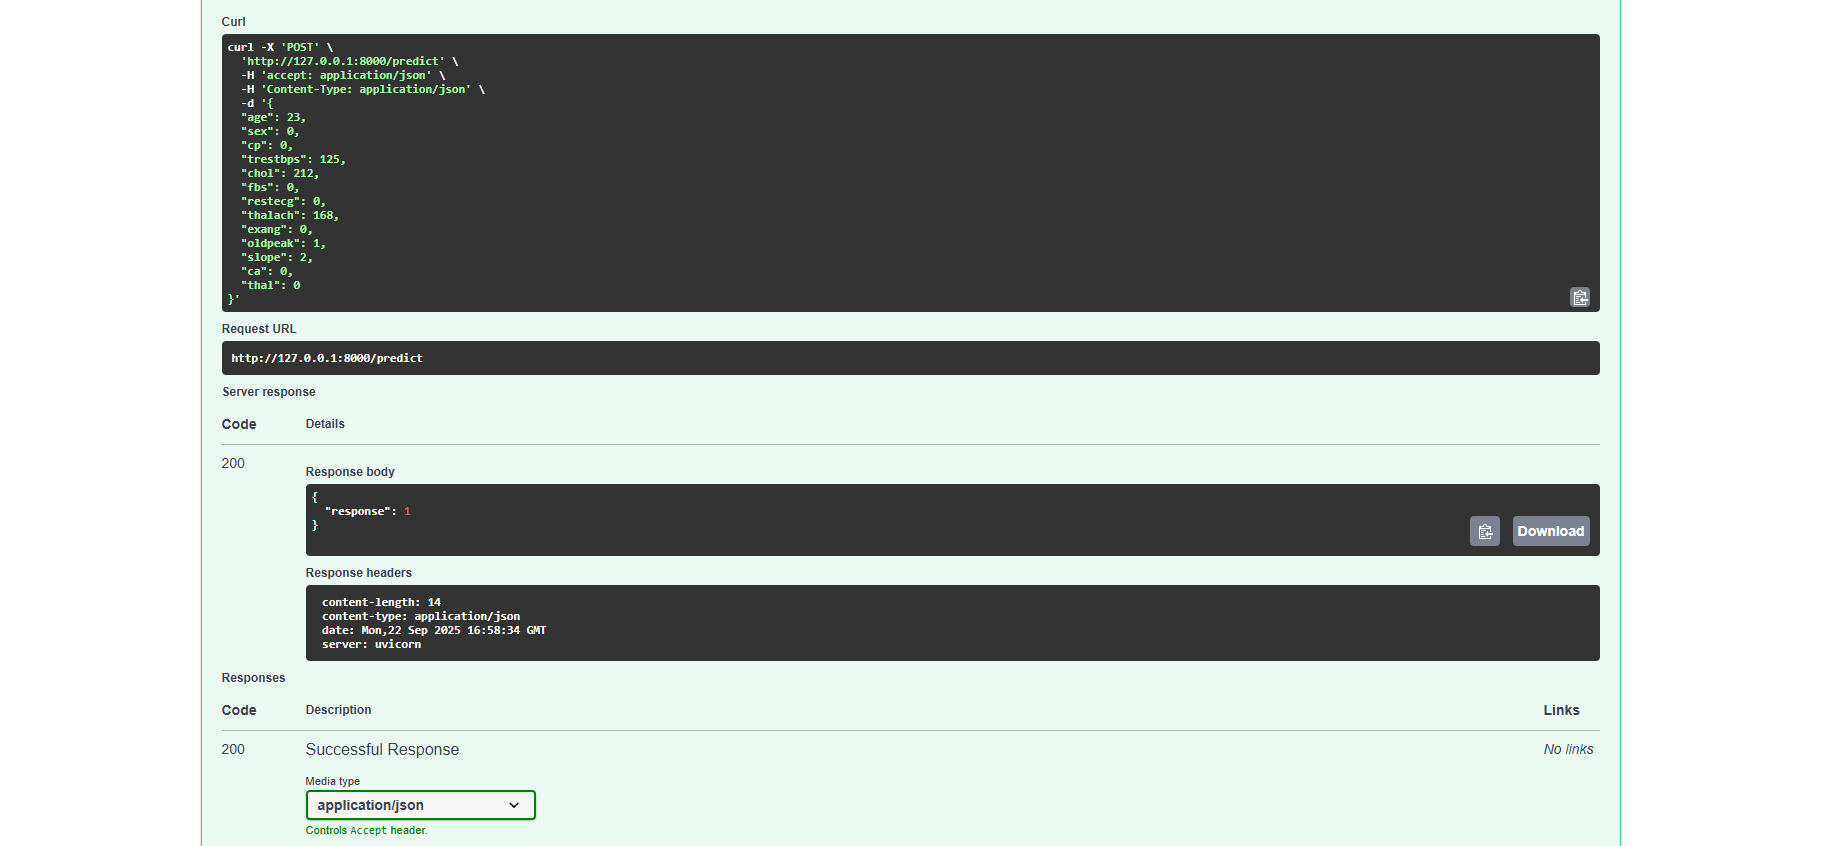 Curl
curl -X 'POST' \
'http://127.0.0.1:8000/predict' \
-H 'accept: application/json' \
-H 'Content-Type: application/json' \
-d '{
"age": 23,
"sex": 0,
"cp": 0,
"trestbps": 125,
"chol": 212,
"fbs": 0,
"restecg": 0,
"thalach": 168,
"exang": 0,
"oldpeak": 1,
"slope": 2,
"ca": 0,
"thal": 0
}'
Request URL
http://127.0.0.1:8000/predict
Server response
Code Details
200
Response body
{
"response": 1
}
Download
Response headers
content-length: 14
content-type: application/json
date: Mon,22 Sep 2025 16:58:34 GMT
server: uvicorn
Responses
Code Description Links
200 Successful Response No links
Media type
application/json
Controls Accept header.